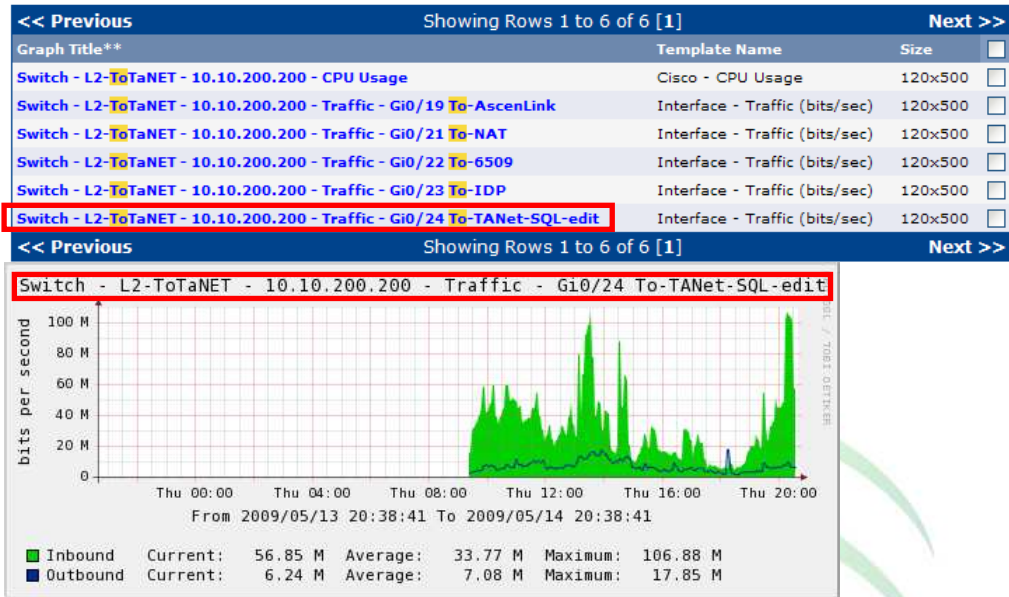 << Previous Showing Rows 1 to 6 of 6 [1] Next >>
Graph Title** Template Name Size
Switch - L2-ToTaNET - 10.10.200.200 - CPU Usage Cisco - CPU Usage 120x500
Switch - L2-ToTaNET - 10.10.200.200 - Traffic - Gi0/19 To-AscenLink Interface - Traffic (bits/sec) 120x500
Switch - L2-ToTaNET - 10.10.200.200 - Traffic - Gi0/21 To-NAT Interface - Traffic (bits/sec) 120x500
Switch - L2-ToTaNET - 10.10.200.200 - Traffic - Gi0/22 To-6509 Interface - Traffic (bits/sec) 120x500
Switch - L2-ToTaNET - 10.10.200.200 - Traffic - Gi0/23 To-IDP Interface - Traffic (bits/sec) 120x500
Switch - L2-ToTaNET - 10.10.200.200 - Traffic - Gi0/24 To-TANet-SQL-edit Interface - Traffic (bits/sec) 120x500
<< Previous Showing Rows 1 to 6 of 6 [1] Next >>
Switch - L2-ToTaNET - 10.10.200.200 - Traffic - Gi0/24 To-TANet-SQL-edit
bits per second
100 M
80 M
60 M
40 M
20 M
0
/ TOBI OETIKER
Thu 00:00 Thu 04:00 Thu 08:00 Thu 12:00 Thu 16:00 Thu 20:00
From 2009/05/13 20:38:41 To 2009/05/14 20:38:41
Inbound Current: 56.85 M Average: 33.77 M Maximum: 106.88 M
Outbound Current: 6.24 M Average: 7.08 M Maximum: 17.85 M